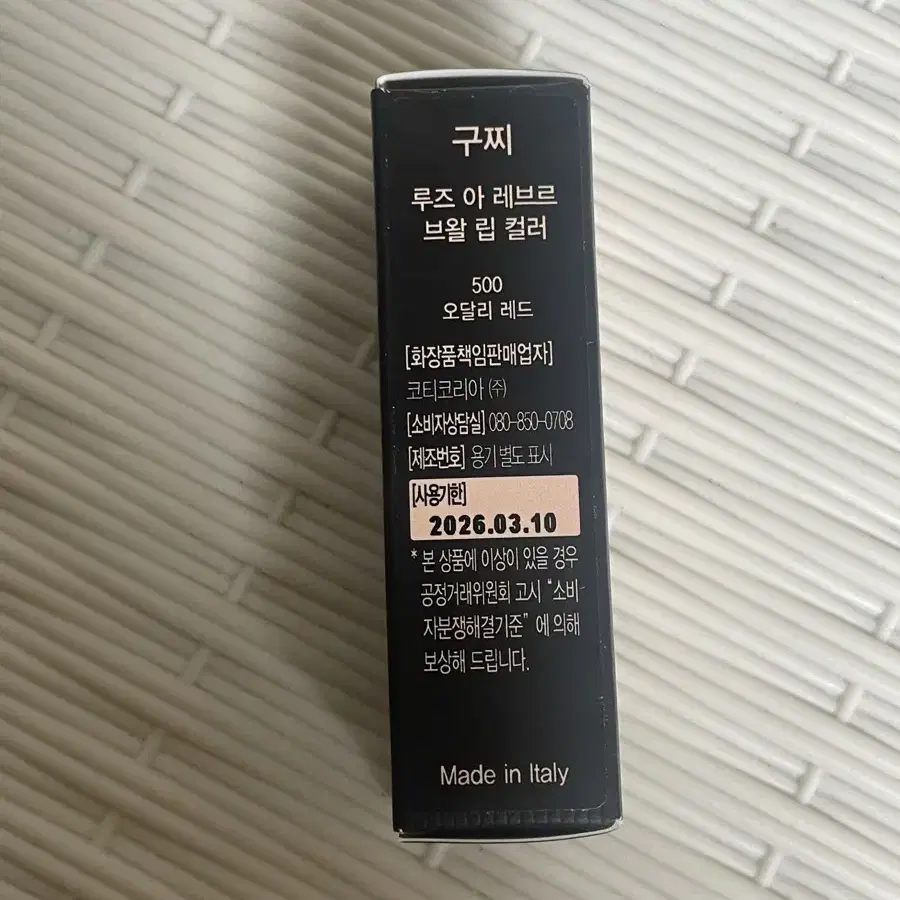 구찌
루즈 아 레브르
브왈 립 컬러
500
오달리 레드
[화장품책임판매업자]
코티코리아 ㈜
[소비자상담실] 080-850-0708
[제조번호] 용기 별도 표시
[사용기한]
2026.03.10
* 본 상품에 이상이 있을 경우
공정거래위원회 고시 "소비-
자분쟁해결기준" 에 의해
보상해 드립니다.
Made in Italy